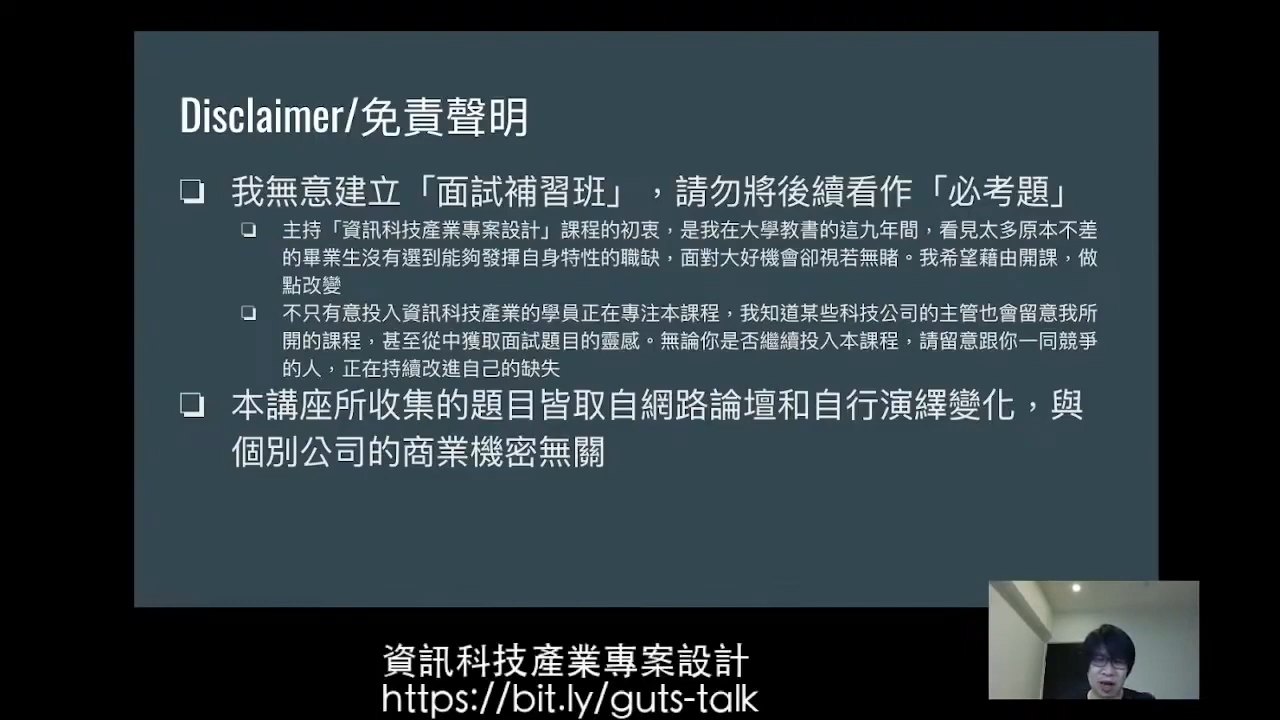 Disclaimer/免責聲明
我無意建立「面試補習班」，請勿將後續看作「必考題」
主持「資訊科技產業專案設計」課程的初衷，是我在大學教書的這九年間，看見太多原本不差
的畢業生沒有選到能夠發揮自身特性的職缺，面對大好機會卻視若無睹。我希望藉由開課，做
點改變
不只有意投入資訊科技產業的學員正在專注本課程，我知道某些科技公司的主管也會留意我所
開的課程，甚至從中獲取面試題目的靈感。無論你是否繼續投入本課程，請留意跟你一同競爭
的人，正在持續改進自己的缺失
本講座所收集的題目皆取自網路論壇和自行演繹變化，與
個別公司的商業機密無關
資訊科技產業專案設計
https://bit.ly/guts-talk